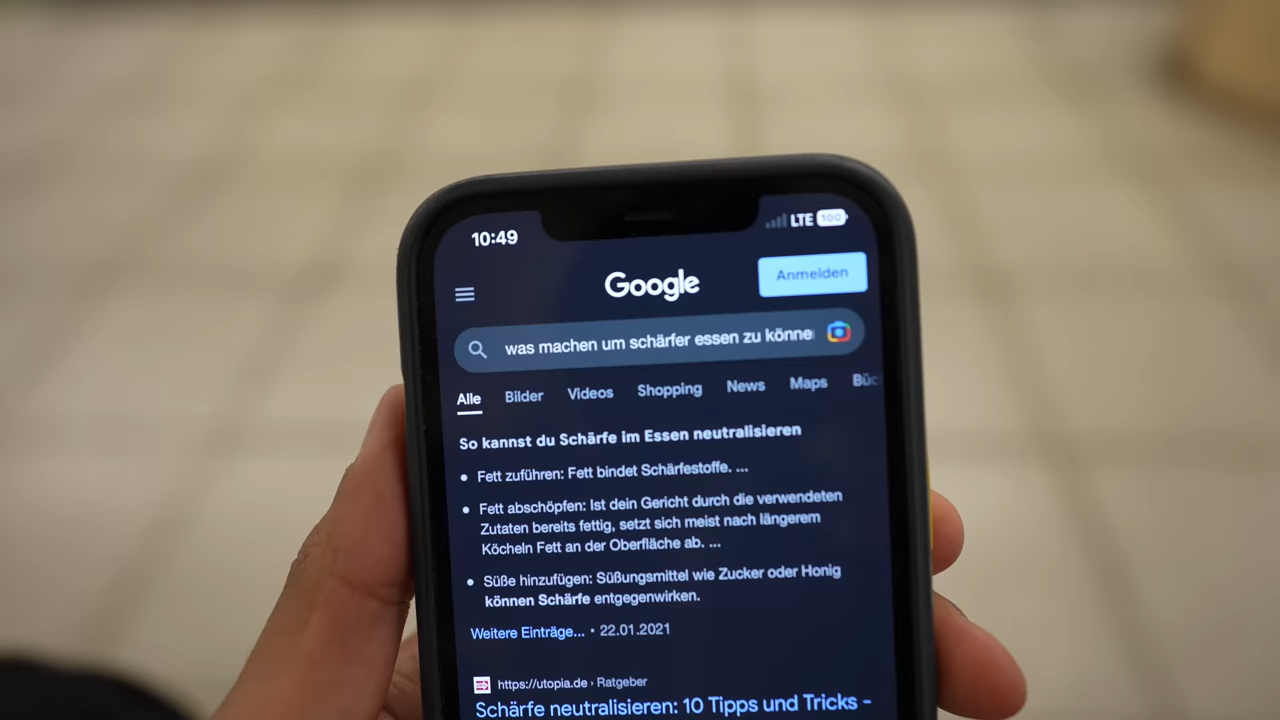 10:49 LTE 100
Google
Anmelden
was machen um schärfer essen zu könne
Alle Bilder Videos Shopping News Maps Büc
So kannst du Schärfe im Essen neutralisieren
• Fett zuführen: Fett bindet Schärfestoffe. ...
• Fett abschöpfen: Ist dein Gericht durch die verwendeten
Zutaten bereits fettig, setzt sich meist nach längerem
Köcheln Fett an der Oberfläche ab. ...
• Süße hinzufügen: Süßungsmittel wie Zucker oder Honig
können Schärfe entgegenwirken.
Weitere Einträge... • 22.01.2021
https://utopia.de › Ratgeber
Schärfe neutralisieren: 10 Tipps und Tricks -